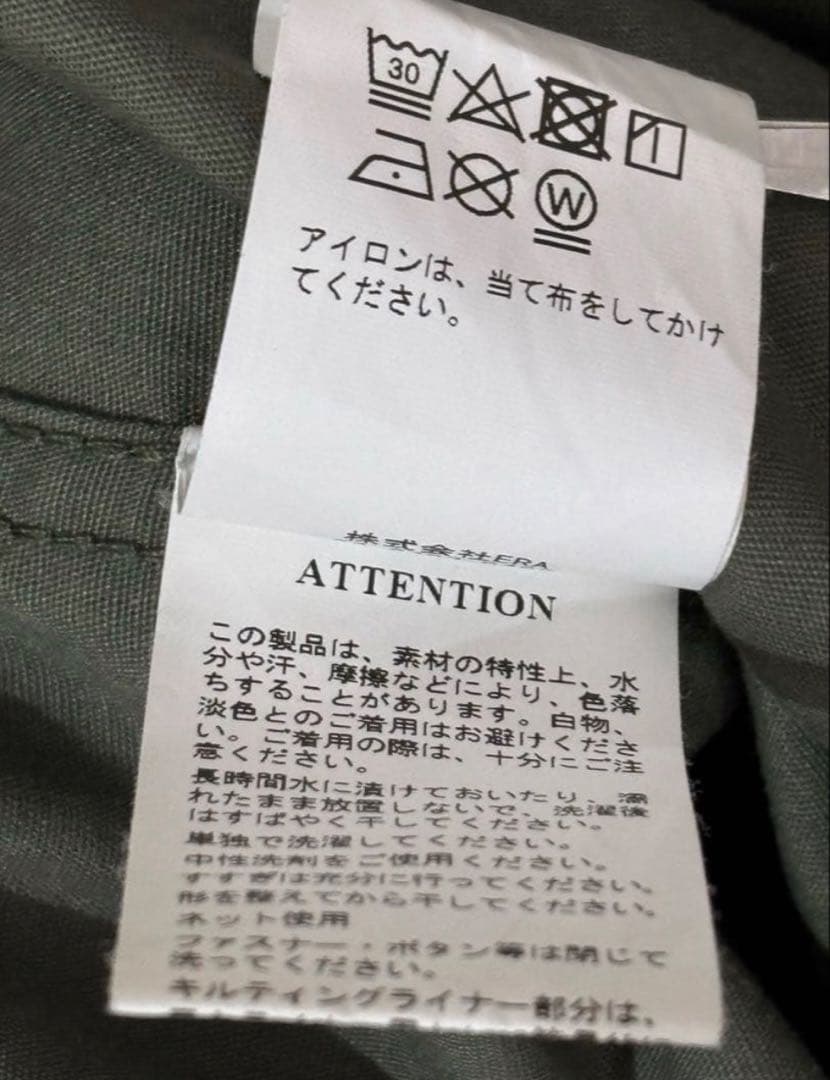 30
W
アイロンは、当て布をしてかけ
てください。
株式会社ERA
ATTENTION
この製品は、素材の特性上、水
分や汗、摩擦などにより、色落
ちすることがあります。白物、
淡色とのご着用はお避けくださ
い。ご着用の際は、十分にご注
意ください。
長時間水に漬けておいたり、濡
れたまま放置しないで、洗濯後
はすばやく干してください。
単独で洗濯してください。
中性洗剤をご使用ください。
すすぎは充分に行ってください。
形を整えてから干してください。
ネット使用
ファスナー・ボタン等は閉じて
洗ってください。
キルティングライナー部分は、